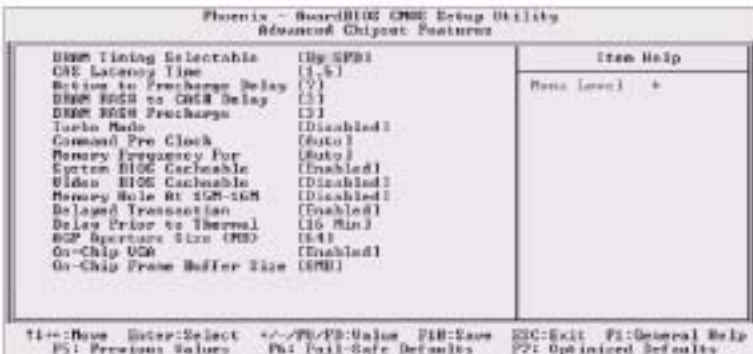 Phoenix - AwardBIOS CMOS Setup Utility
Advanced Chipset Features
DRAM Timing Selectable [By SPD]
CAS Latency Time [1.5]
Active to Precharge Delay [7]
DRAM RAS# to CAS# Delay [3]
DRAM RAS# Precharge [3]
Turbo Mode [Disabled]
Command Pre Clock [Auto]
Memory Frequency For [Auto]
System BIOS Cacheable [Enabled]
Video BIOS Cacheable [Disabled]
Memory Hole At 15M-16M [Disabled]
Delayed Transaction [Enabled]
Delay Prior to Thermal [16 Min]
AGP Aperture Size (MB) [64]
On-Chip VGA [Enabled]
On-Chip Frame Buffer Size [8MB]
Item Help
Menu Level
↑↓→←:Move Enter:Select +/-/PU/PD:Value F10:Save ESC:Exit F1:General Help
F5: Previous Values F6: Fail-Safe Defaults F7: Optimized Defaults